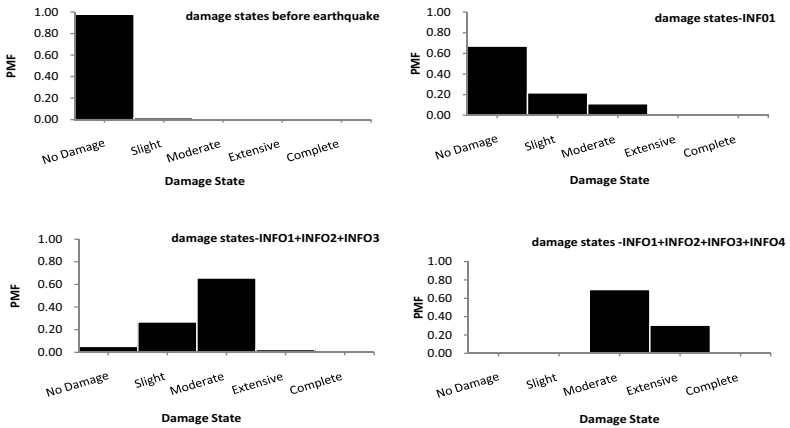 damage states before earthquake
PMF
1.00
0.80
0.60
0.40
0.20
0.00
No Damage
Slight
Moderate
Extensive
Complete
Damage State
damage states-INF01
PMF
1.00
0.80
0.60
0.40
0.20
0.00
No Damage
Slight
Moderate
Extensive
Complete
Damage State
damage states-INFO1+INFO2+INFO3
PMF
1.00
0.80
0.60
0.40
0.20
0.00
No Damage
Slight
Moderate
Extensive
Complete
Damage State
damage states -INFO1+INFO2+INFO3+INFO4
PMF
1.00
0.80
0.60
0.40
0.20
0.00
No Damage
Slight
Moderate
Extensive
Complete
Damage State